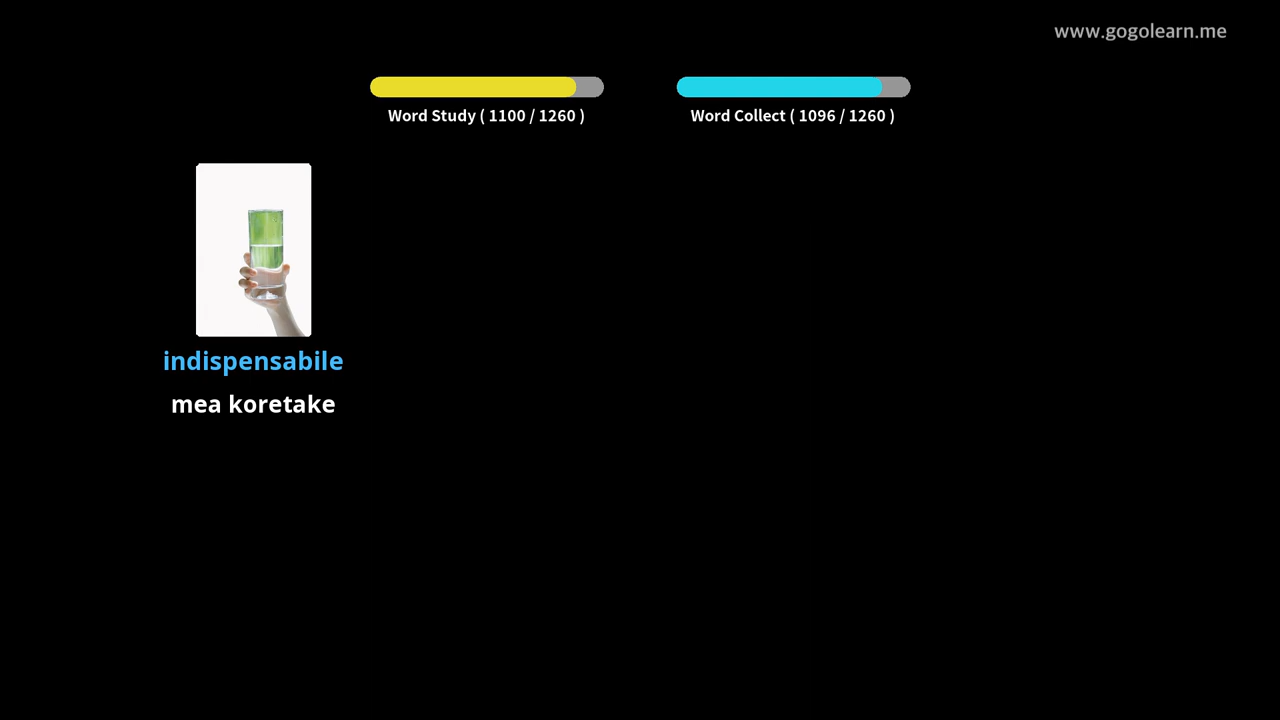 www.gogolearn.me
Word Study ( 1100 / 1260 )
Word Collect ( 1096 / 1260 )
indispensabile
mea koretake